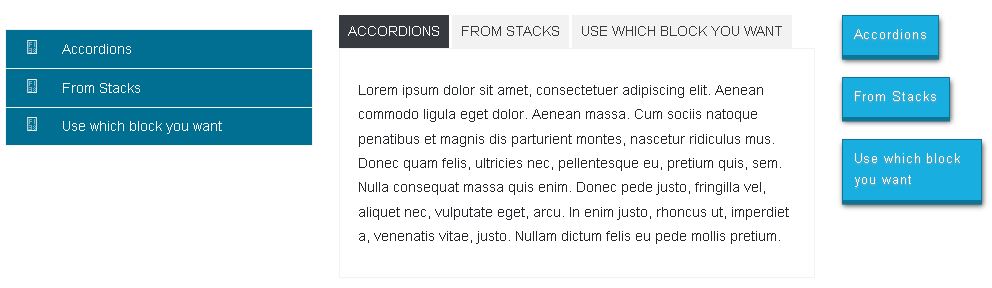 Accordions
From Stacks
Use which block you want
ACCORDIONS FROM STACKS USE WHICH BLOCK YOU WANT
Lorem ipsum dolor sit amet, consectetuer adipiscing elit. Aenean
commodo ligula eget dolor. Aenean massa. Cum sociis natoque
penatibus et magnis dis parturient montes, nascetur ridiculus mus.
Donec quam felis, ultricies nec, pellentesque eu, pretium quis, sem.
Nulla consequat massa quis enim. Donec pede justo, fringilla vel,
aliquet nec, vulputate eget, arcu. In enim justo, rhoncus ut, imperdiet
a, venenatis vitae, justo. Nullam dictum felis eu pede mollis pretium.
Accordions
From Stacks
Use which block
you want